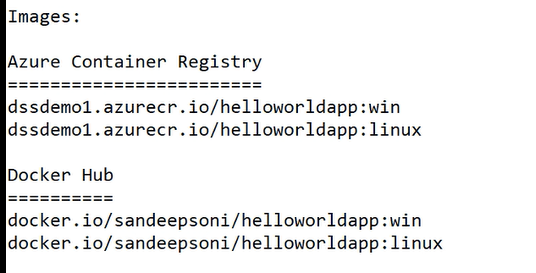 Images:
Azure Container Registry
========================
dssdemo1.azurecr.io/helloworldapp:win
dssdemo1.azurecr.io/helloworldapp:linux
Docker Hub
==========
docker.io/sandeepsoni/helloworldapp:win
docker.io/sandeepsoni/helloworldapp:linux